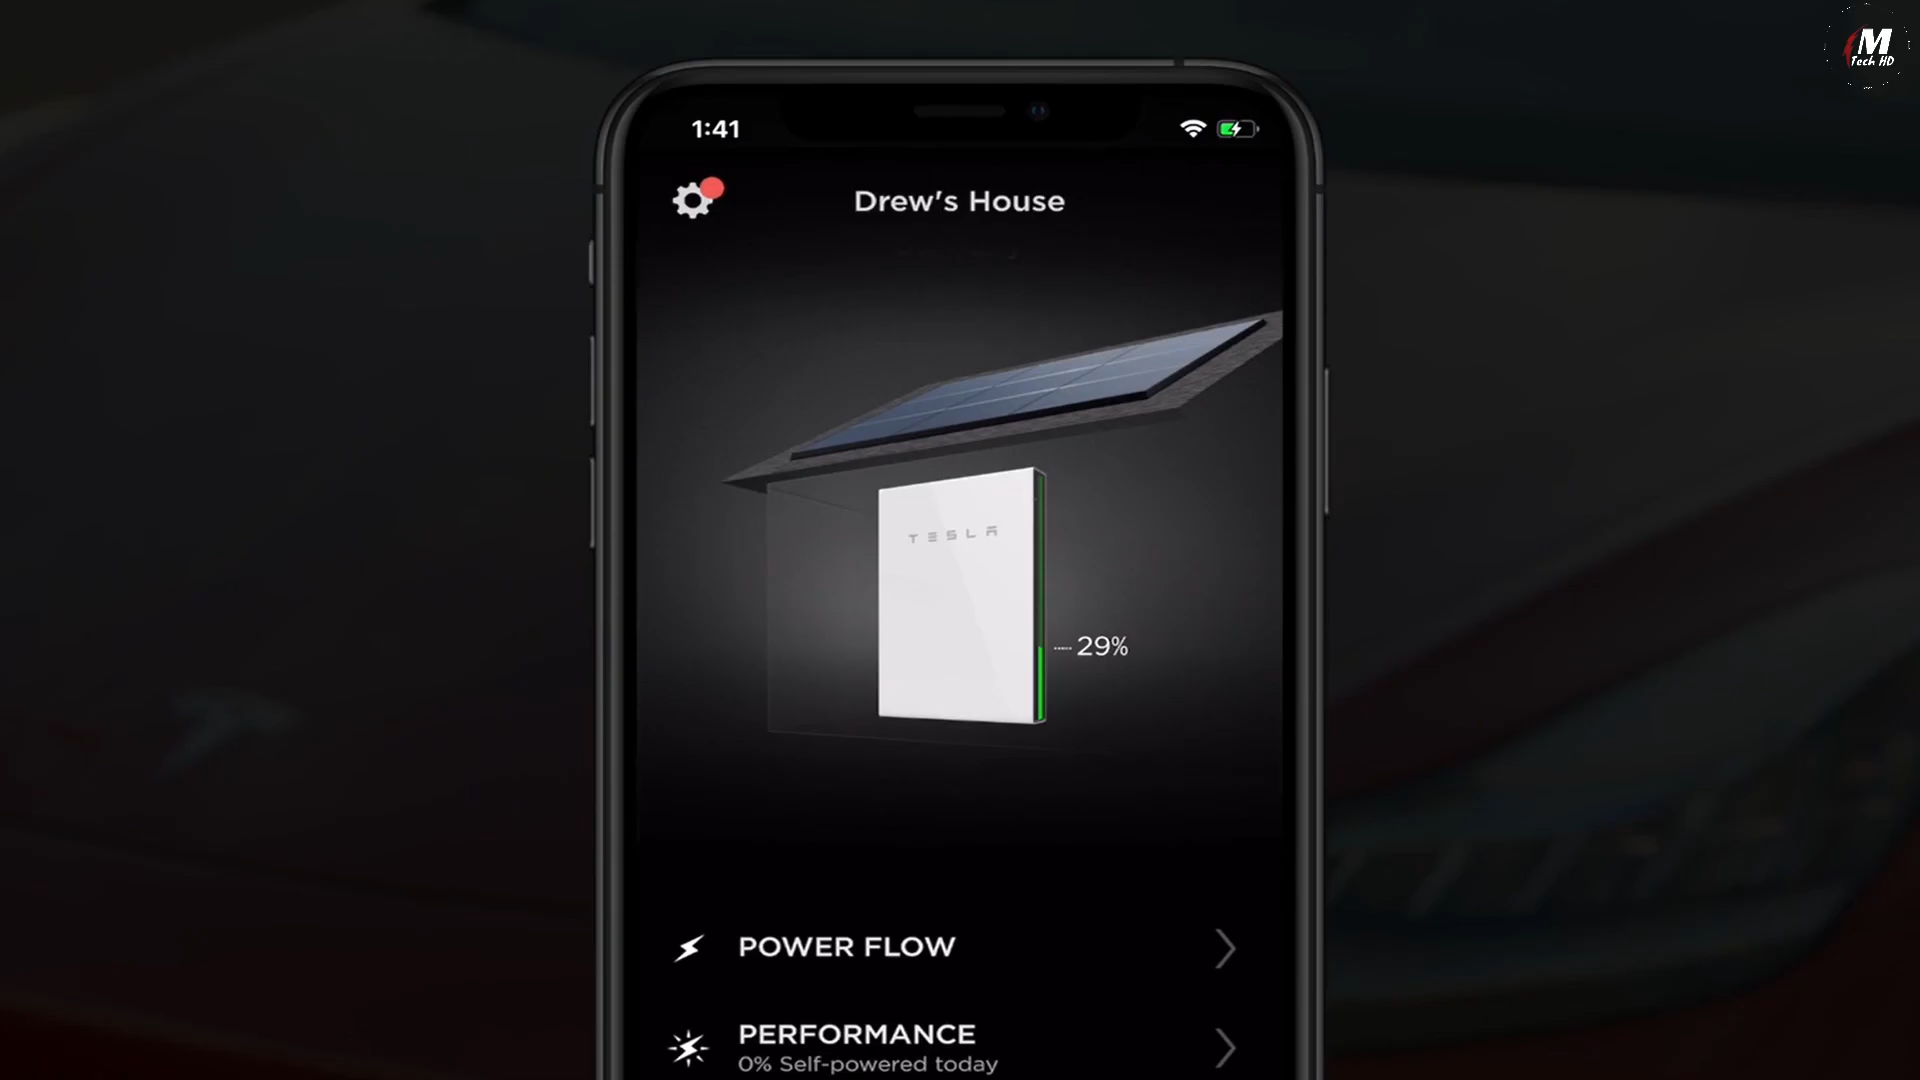 M
Tech HD
1:41
Drew's House
TESLA
29%
POWER FLOW
PERFORMANCE
0% Self-powered today